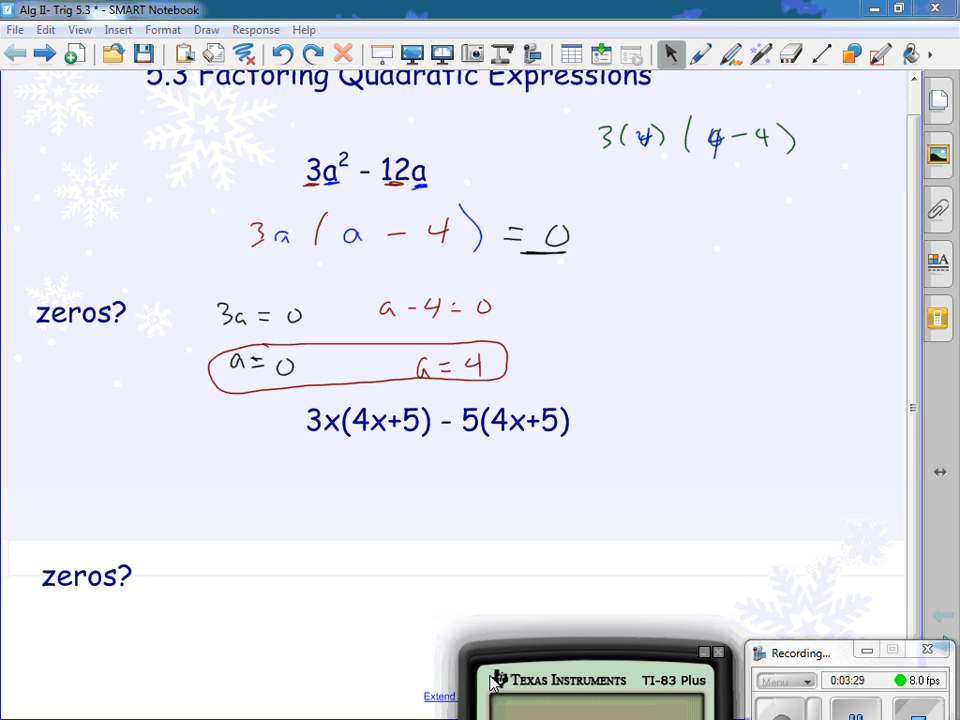 Alg II- Trig 5.3 * - SMART Notebook
File Edit View Insert Format Draw Response Help
5.3 Factoring Quadratic Expressions
3(4) (4-4)
3a² - 12a
3a (a - 4) = 0
zeros?
3a = 0 a - 4 = 0
a = 0 a = 4
3x(4x+5) - 5(4x+5)
zeros?
Extend
TEXAS INSTRUMENTS TI-83 Plus
Recording...
Menu 0:03:29 8.0 fps